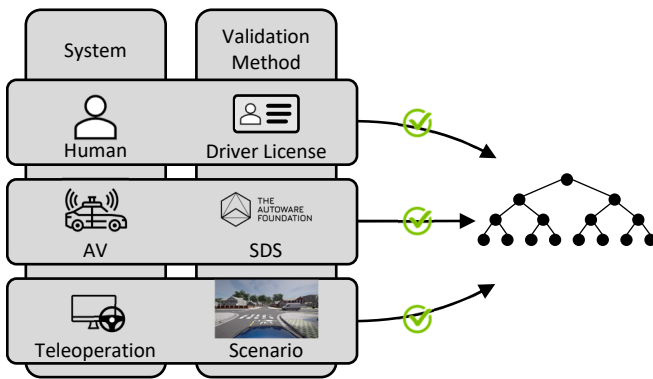 System
Validation
Method
Human
Driver License
THE
AUTOWARE
FOUNDATION
AV
SDS
Teleoperation
Scenario